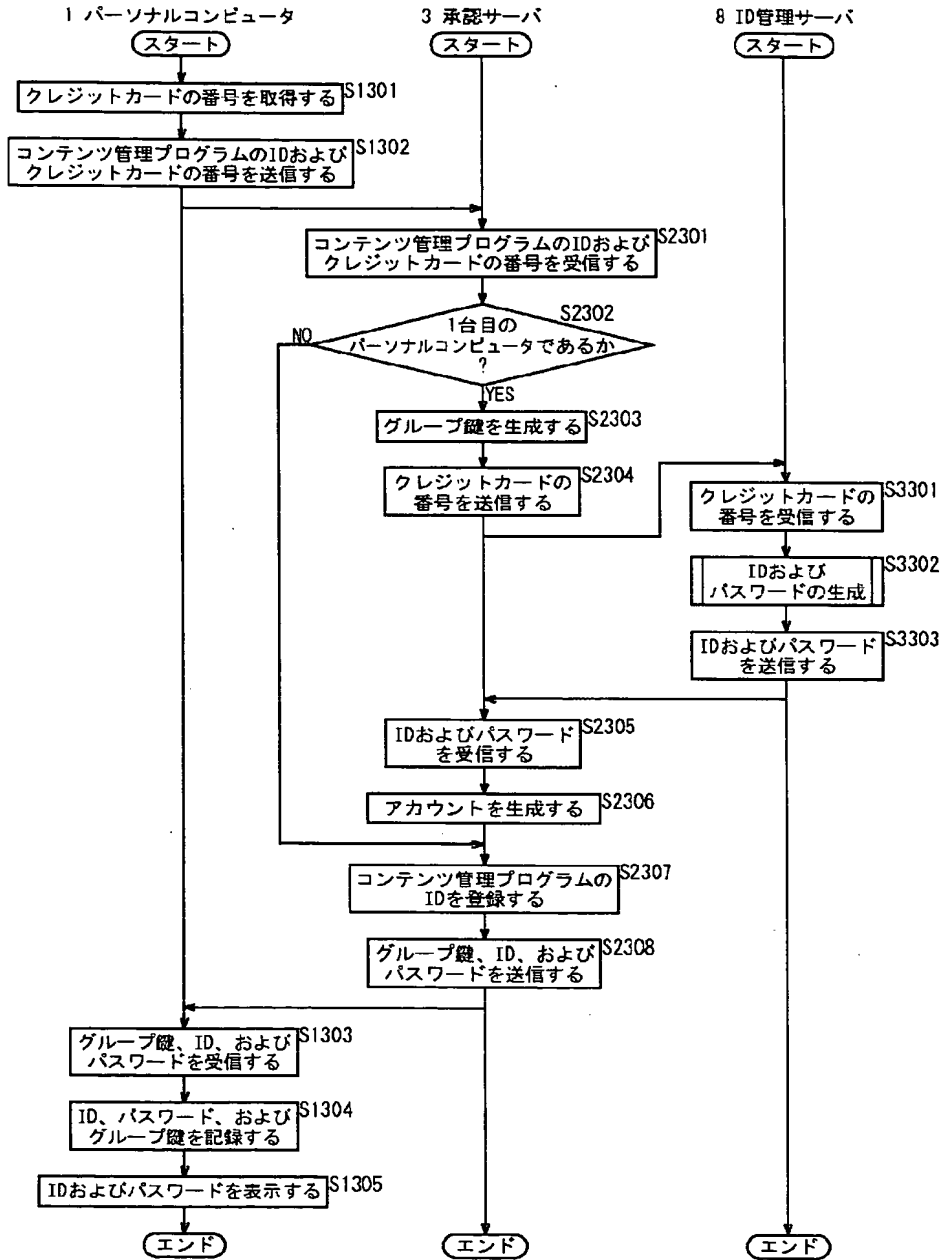 1 パーソナルコンピュータ
3 承認サーバ
8 ID管理サーバ
スタート
スタート
スタート
クレジットカードの番号を取得する
S1301
コンテンツ管理プログラムのIDおよび
クレジットカードの番号を送信する
S1302
コンテンツ管理プログラムのIDおよび
クレジットカードの番号を受信する
S2301
S2302
1台目の
パーソナルコンピュータであるか
?
NO
YES
グループ鍵を生成する
S2303
クレジットカードの
番号を送信する
S2304
クレジットカードの
番号を受信する
S3301
IDおよび
パスワードの生成
S3302
IDおよびパスワード
を送信する
S3303
IDおよびパスワード
を受信する
S2305
アカウントを生成する
S2306
コンテンツ管理プログラムの
IDを登録する
S2307
グループ鍵、ID、および
パスワードを送信する
S2308
グループ鍵、ID、および
パスワードを受信する
S1303
ID、パスワード、および
グループ鍵を記録する
S1304
IDおよびパスワードを表示する
S1305
エンド
エンド
エンド